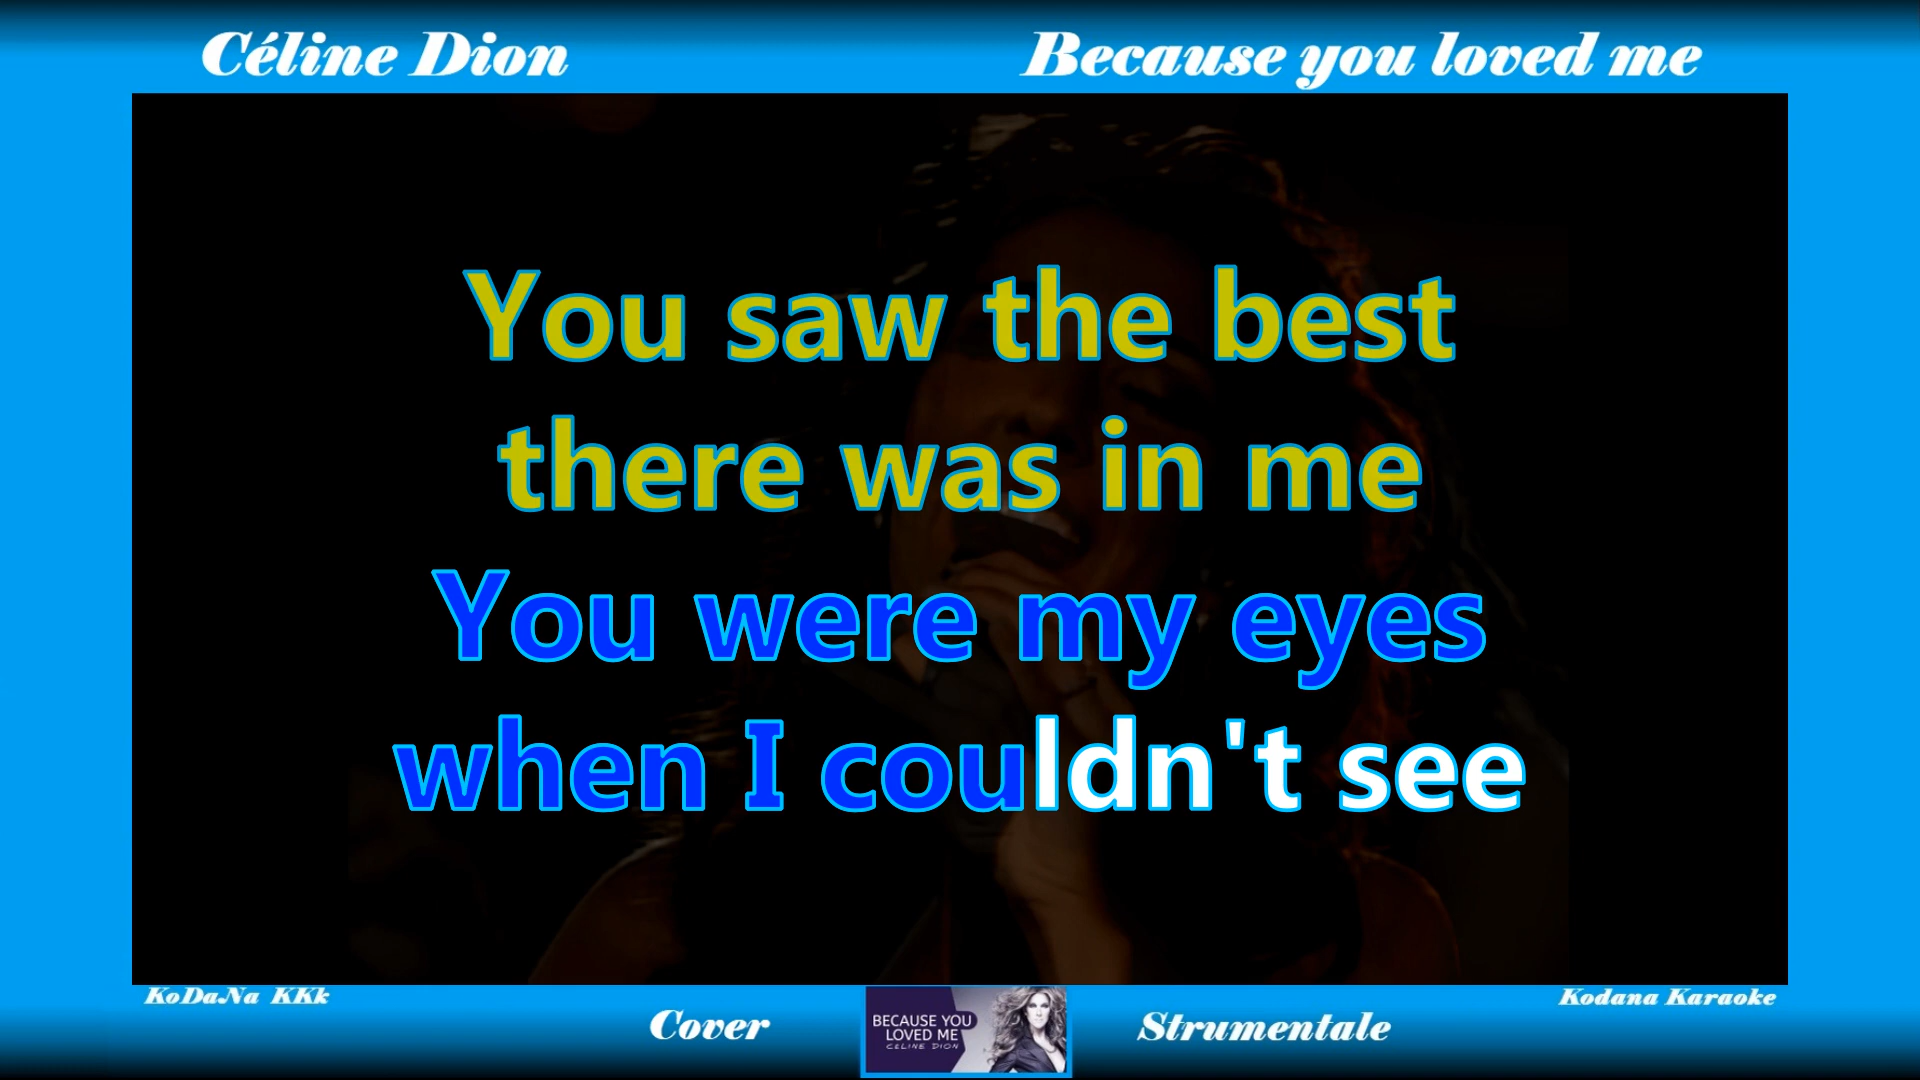 Céline Dion
Because you loved me
You saw the best
there was in me
You were my eyes
when I couldn't see
KoDaNa KKk
Kodana Karaoke
Cover
BECAUSE YOU
LOVED ME
CELINE DION
Strumentale